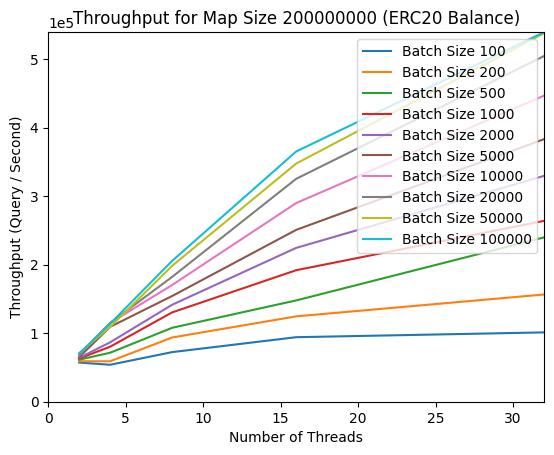 Throughput for Map Size 200000000 (ERC20 Balance)
1e5
5
4
3
2
1
0
Throughput (Query / Second)
Batch Size 100
Batch Size 200
Batch Size 500
Batch Size 1000
Batch Size 2000
Batch Size 5000
Batch Size 10000
Batch Size 20000
Batch Size 50000
Batch Size 100000
0 5 10 15 20 25 30
Number of Threads